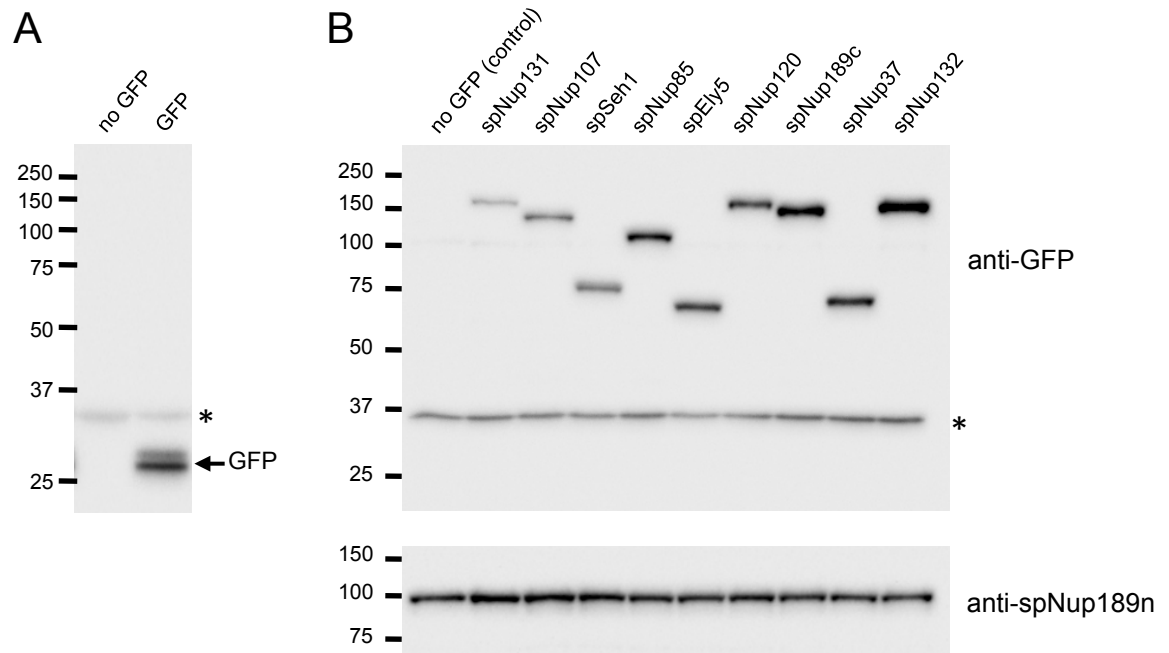 A
no GFP
GFP
250
150
100
75
50
37
25
*
GFP
B
no GFP (control)
spNup131
spNup107
spSeh1
spNup85
spEly5
spNup120
spNup189c
spNup37
spNup132
250
150
100
75
50
37
25
anti-GFP
*
150
100
75
anti-spNup189n